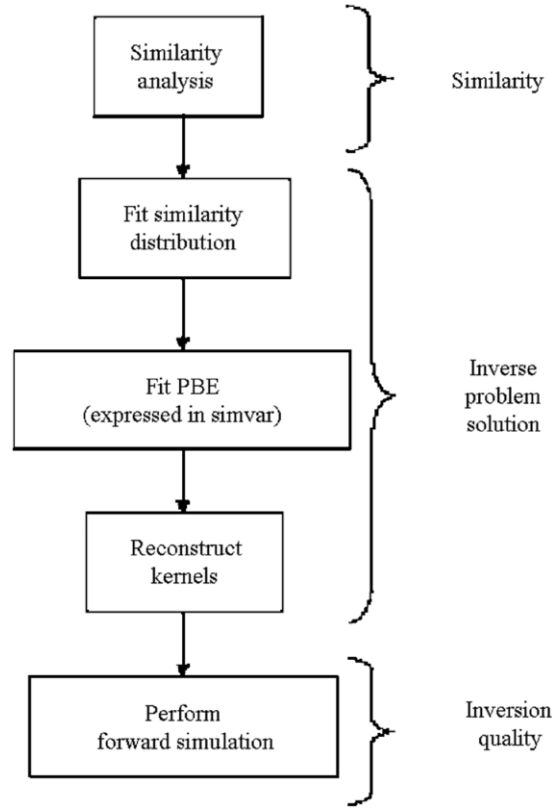 Similarity
analysis
Similarity
Fit similarity
distribution
Fit PBE
(expressed in simvar)
Inverse
problem
solution
Reconstruct
kernels
Perform
forward simulation
Inversion
quality